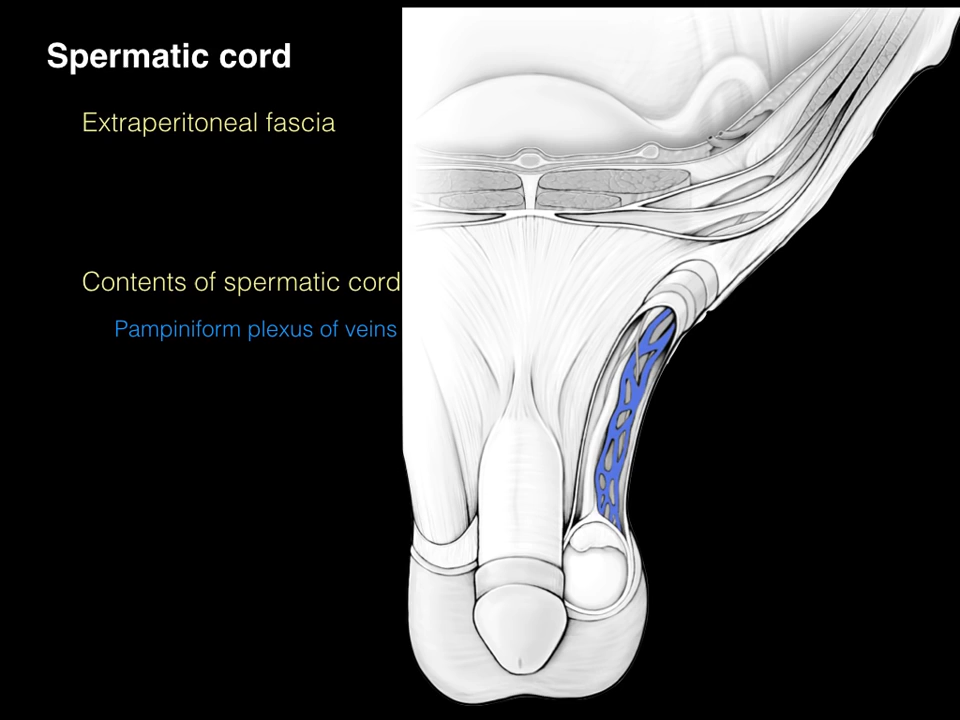 Spermatic cord
Extraperitoneal fascia
Contents of spermatic cord
Pampiniform plexus of veins